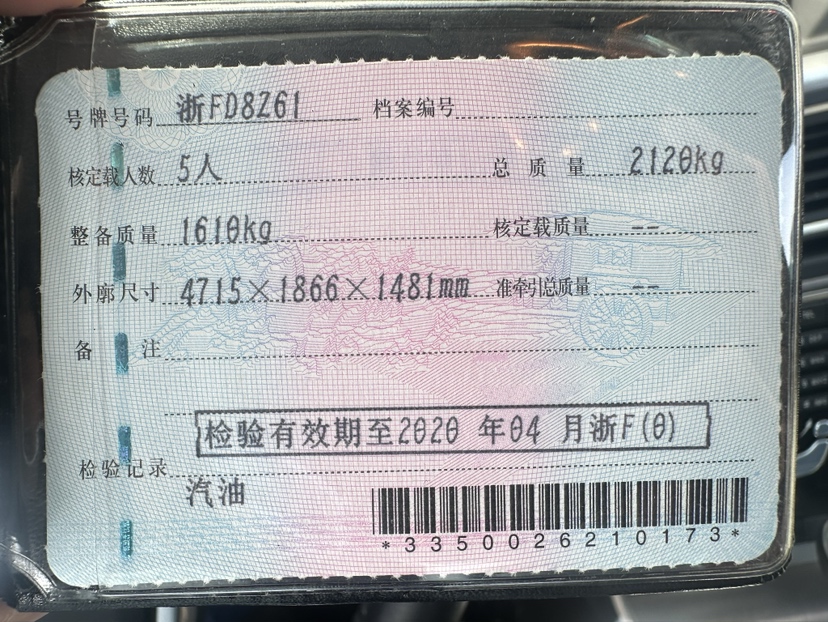 号牌号码 浙FD8Z61 档案编号
核定载人数 5人 总质量 2120kg
整备质量 1610kg 核定载质量 --
外廓尺寸 4715×1866×1481mm 准牵引总质量 --
备注
检验有效期至2020年04月浙F(0)
检验记录
汽油
*3350026210173*